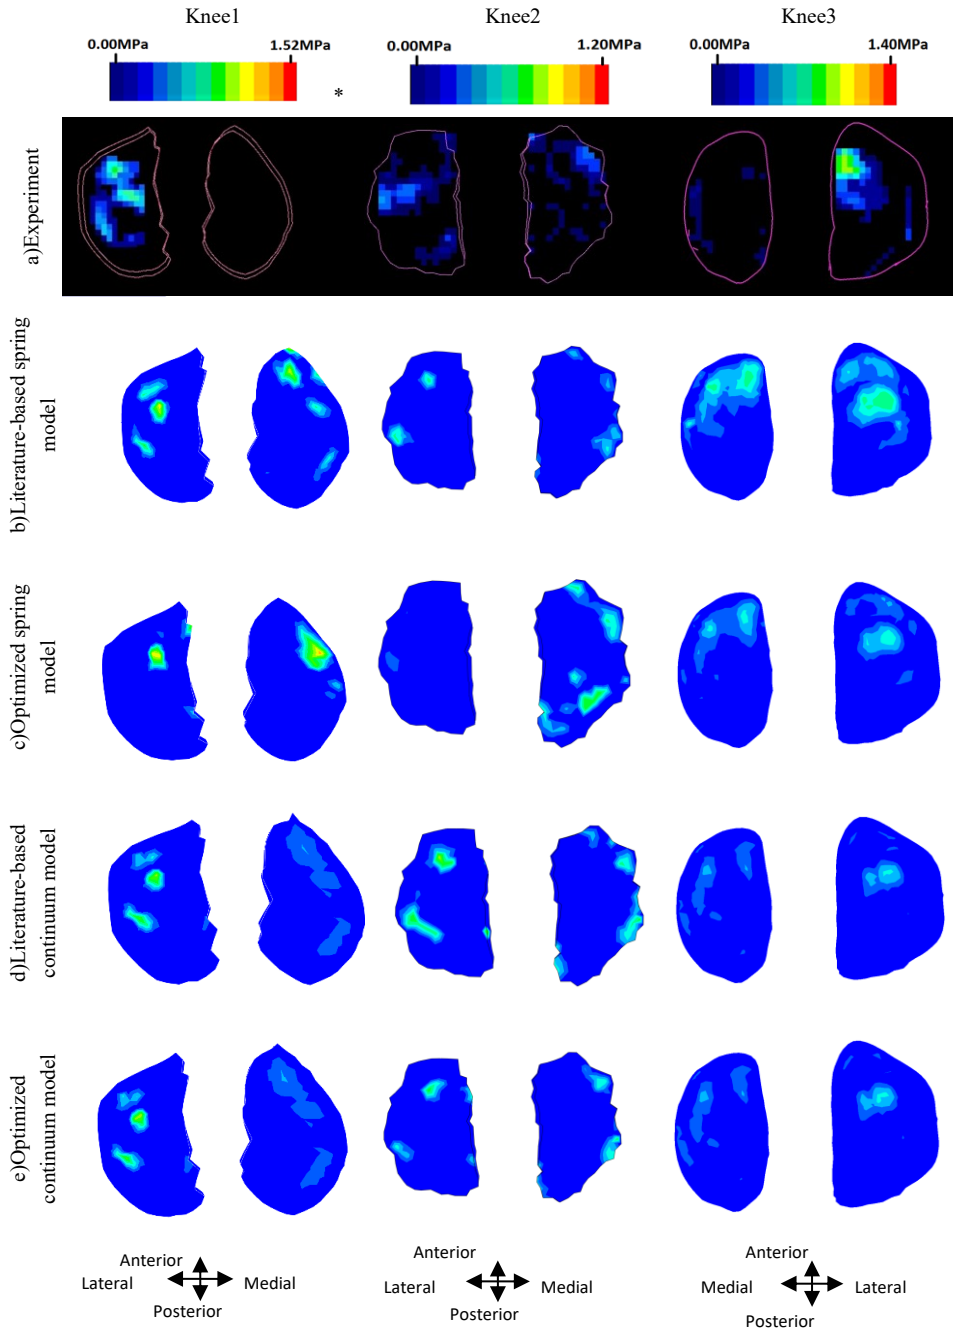 Knee1 Knee2 Knee3
0.00MPa 1.52MPa 0.00MPa 1.20MPa 0.00MPa 1.40MPa
*
a)Experiment
b)Literature-based spring
model
c)Optimized spring
model
d)Literature-based
continuum model
e)Optimized
continuum model
Anterior Anterior Anterior
Lateral Medial Lateral Medial Medial Lateral
Posterior Posterior Posterior